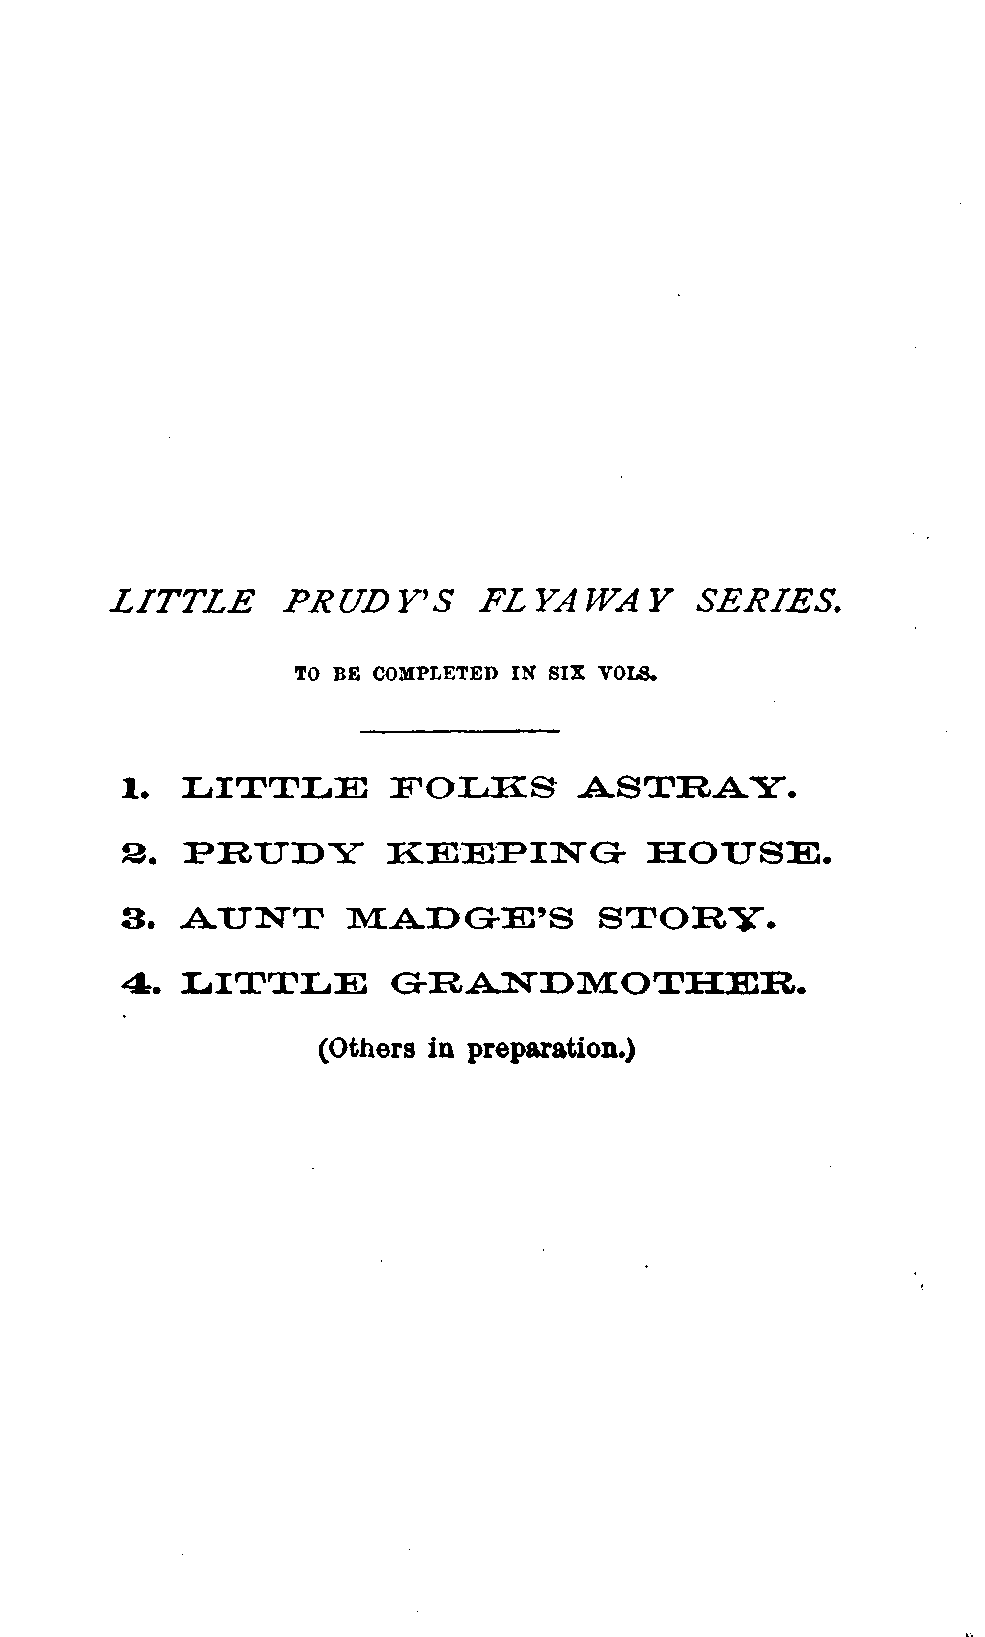 LITTLE PRUDY'S FLYAWAY SERIES.
TO BE COMPLETED IN SIX VOLS.
1. LITTLE FOLKS ASTRAY.
2. PRUDY KEEPING HOUSE.
3. AUNT MADGE'S STORY.
4. LITTLE GRANDMOTHER.
(Others in preparation.)